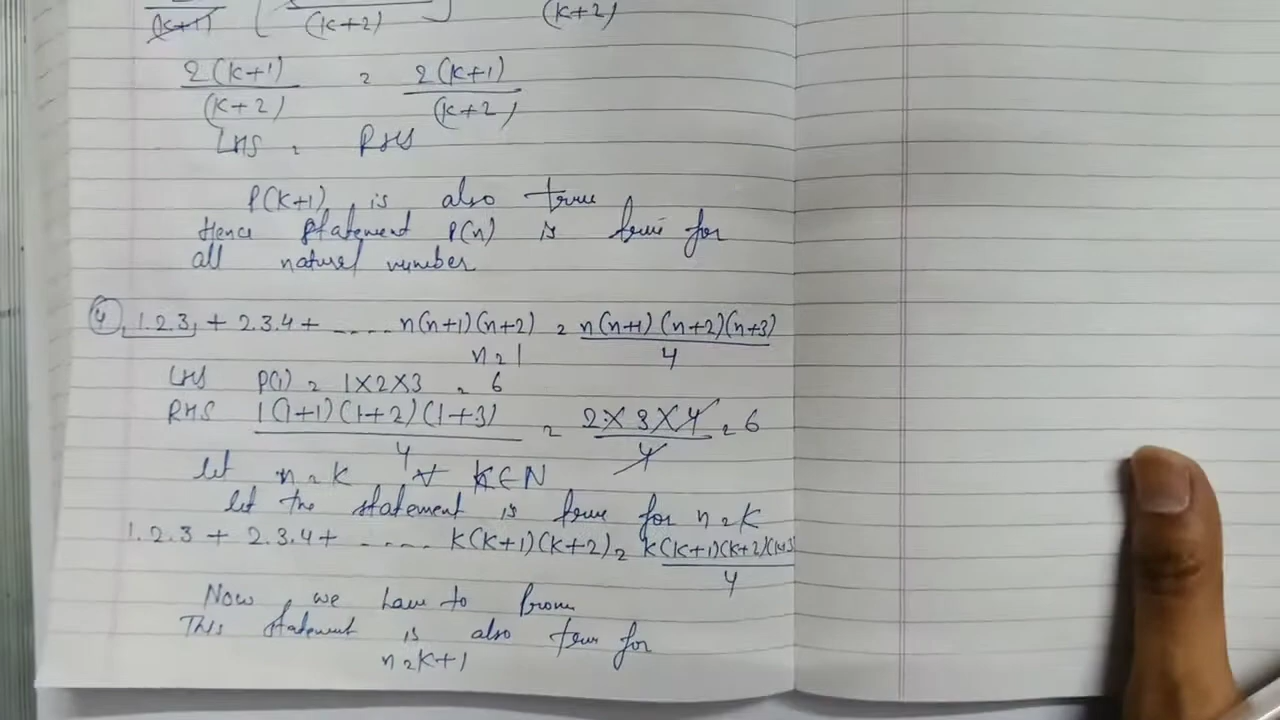 (k+1) (k+2) (k+2)
2(k+1)/(k+2) = 2(k+1)/(k+2)
LHS = RHS
P(k+1) is also true
Hence statement P(n) is true for
all natural number
(4) 1.2.3 + 2.3.4 + ...... n(n+1)(n+2) = n(n+1)(n+2)(n+3)/4
n = 1
LHS P(1) = 1×2×3 = 6
RHS 1(1+1)(1+2)(1+3)/4 = 2×3×4/4 = 6
let n = k ∀ k∈N
let the statement is true for n = k
1.2.3 + 2.3.4 + ...... k(k+1)(k+2) = k(k+1)(k+2)(k+3)/4
Now, we have to prove
This statement is also true for
n = k+1